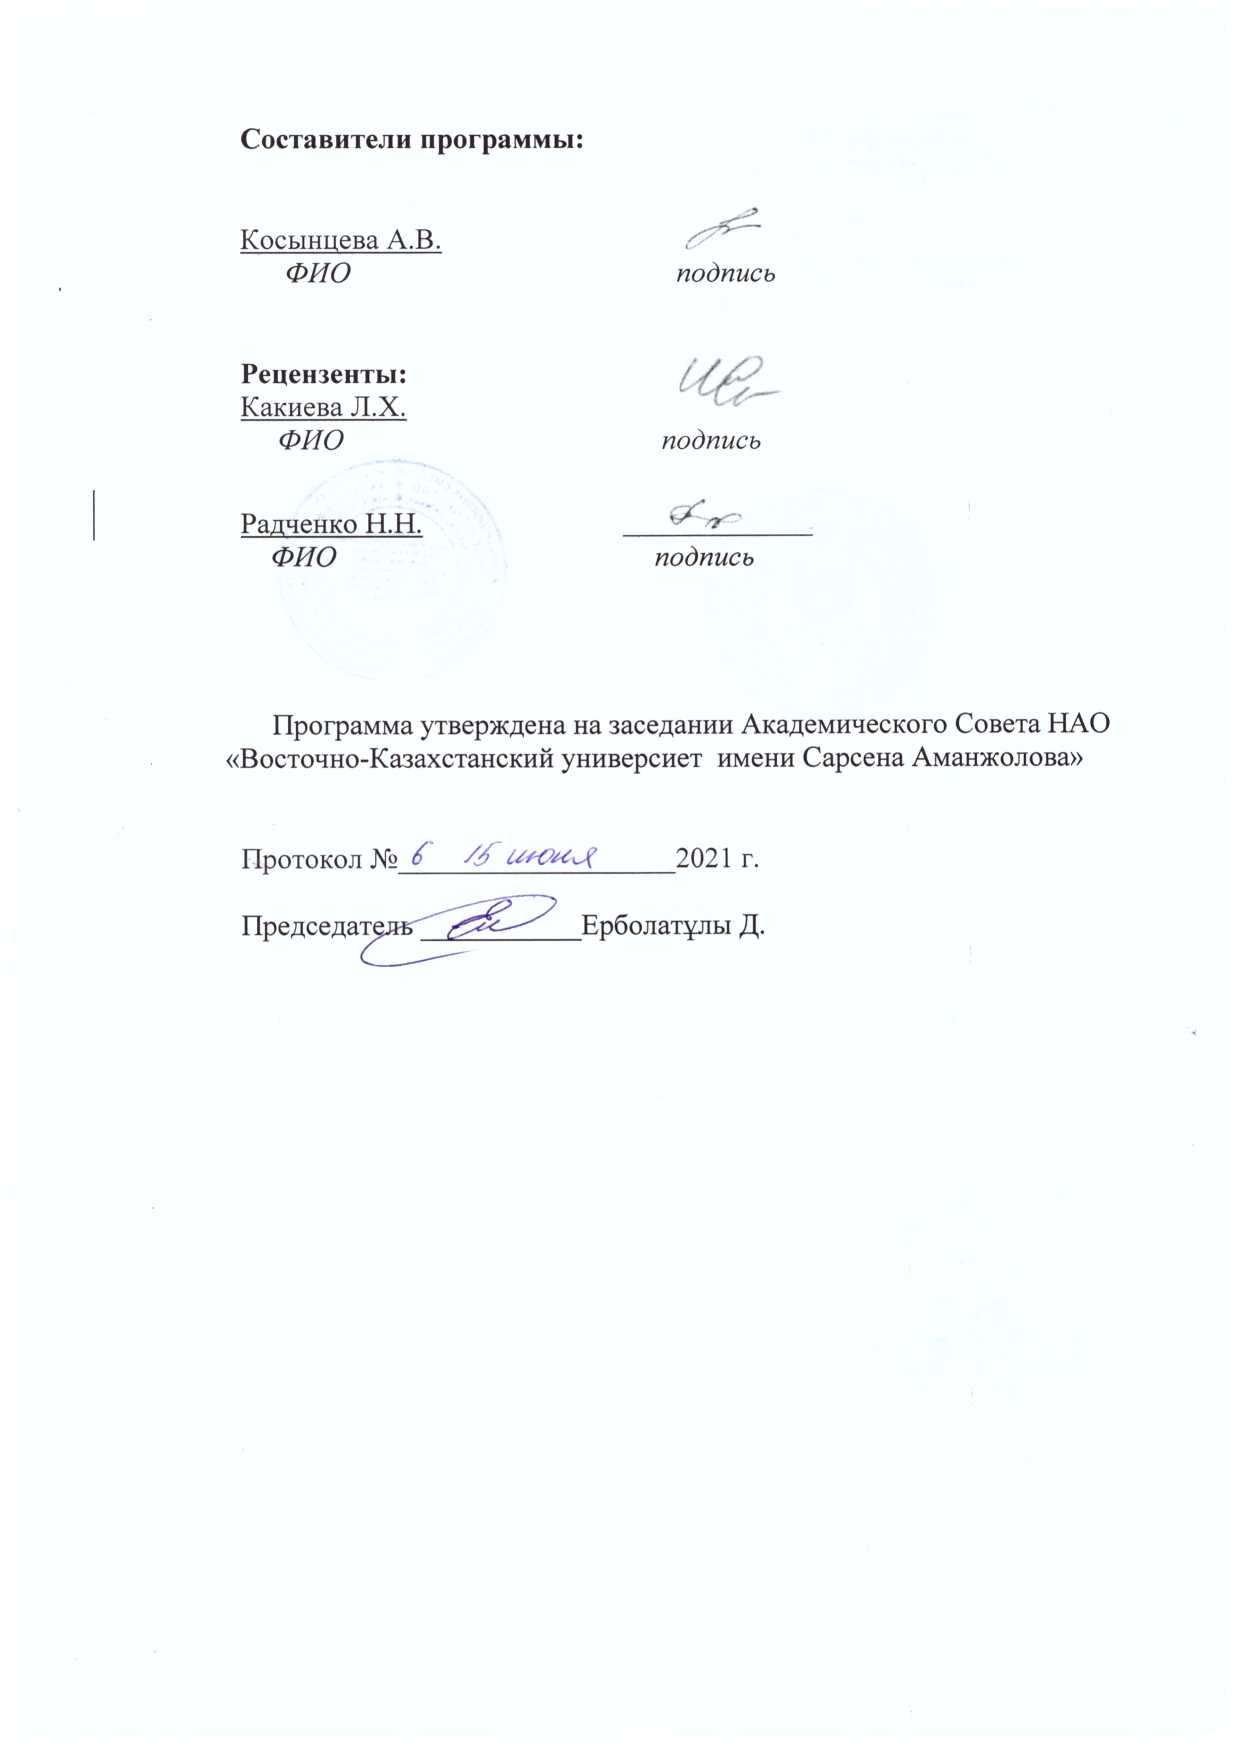 Составители программы:
Косынцева А.В.
ФИО подпись
Рецензенты:
Какиева Л.Х.
ФИО подпись
Радченко Н.Н.
ФИО подпись
Программа утверждена на заседании Академического Совета НАО
«Восточно-Казахстанский универсиет имени Сарсена Аманжолова»
Протокол № 6 15 июня 2021 г.
Председатель Ерболатұлы Д.